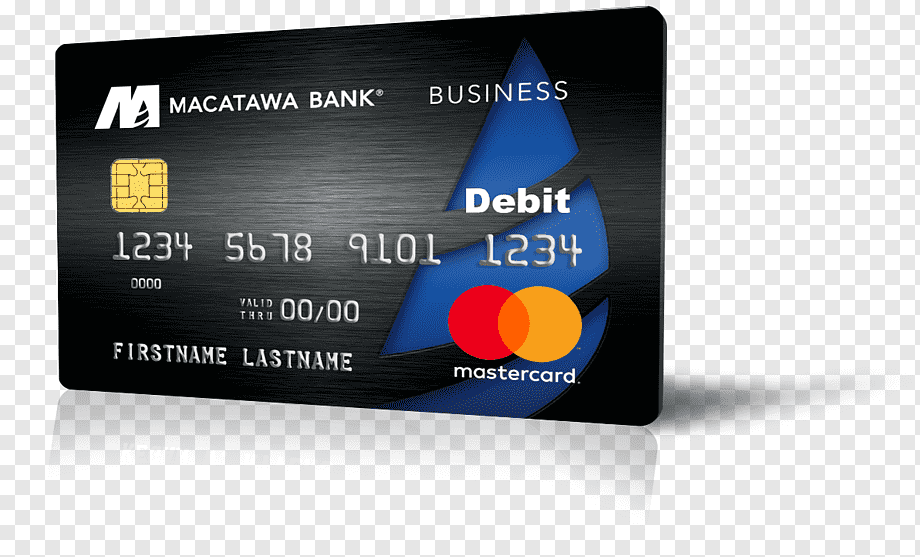 MACATAWA BANK® BUSINESS
Debit
1234 5678 9101 1234
0000
VALID THRU 00/00
FIRSTNAME LASTNAME
mastercard.